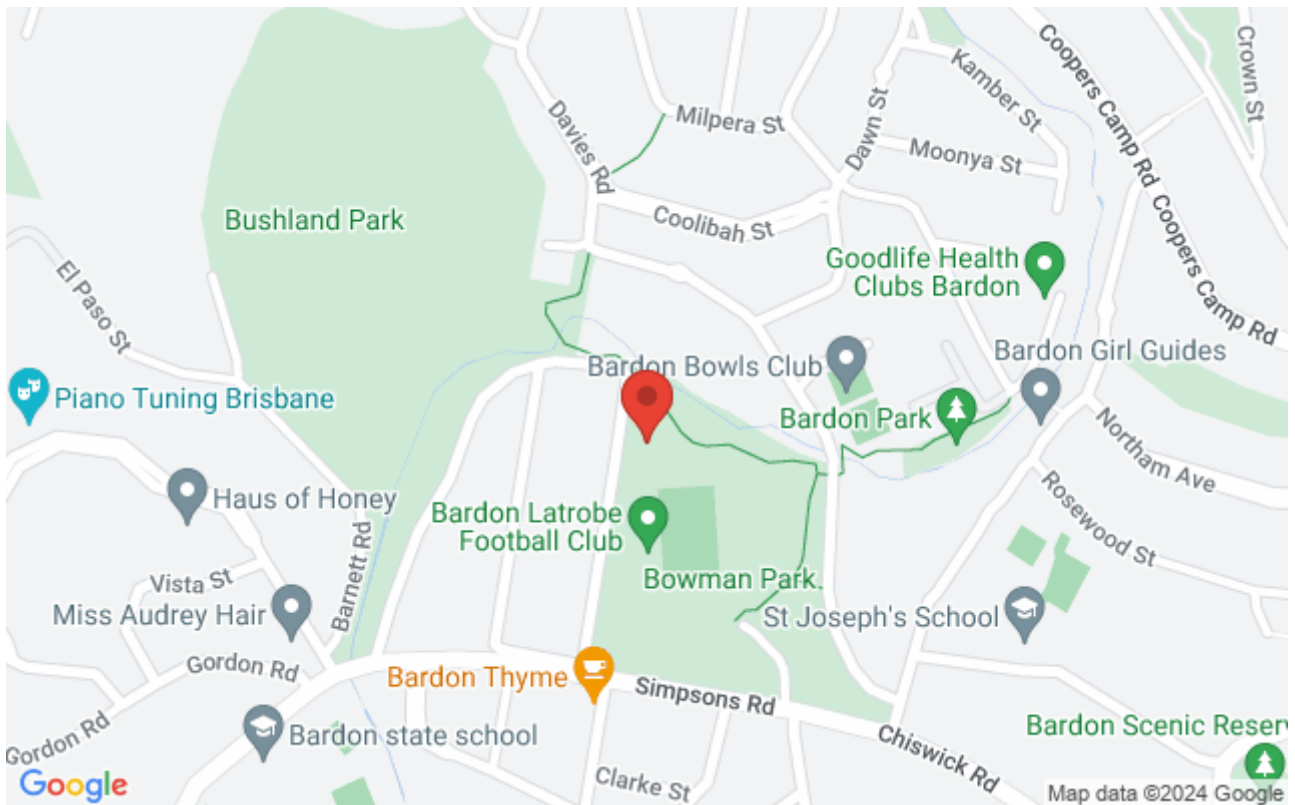 Coopers Camp Rd
Coopers Camp Rd
Crown St
Kamber St
Milpera St
Davies Rd
Dawn St
Moonya St
Bushland Park
Coolibah St
Goodlife Health
Clubs Bardon
El Paso St
Bardon Girl Guides
Bardon Bowls Club
Piano Tuning Brisbane
Bardon Park
Northam Ave
Haus of Honey
Rosewood St
Bardon Latrobe
Football Club
Barnett Rd
Vista St
Bowman Park
Miss Audrey Hair
St Joseph's School
Gordon Rd
Bardon Thyme
Simpsons Rd
Gordon Rd
Bardon state school
Chiswick Rd
Bardon Scenic Reserv
Clarke St
Google
Map data ©2024 Google